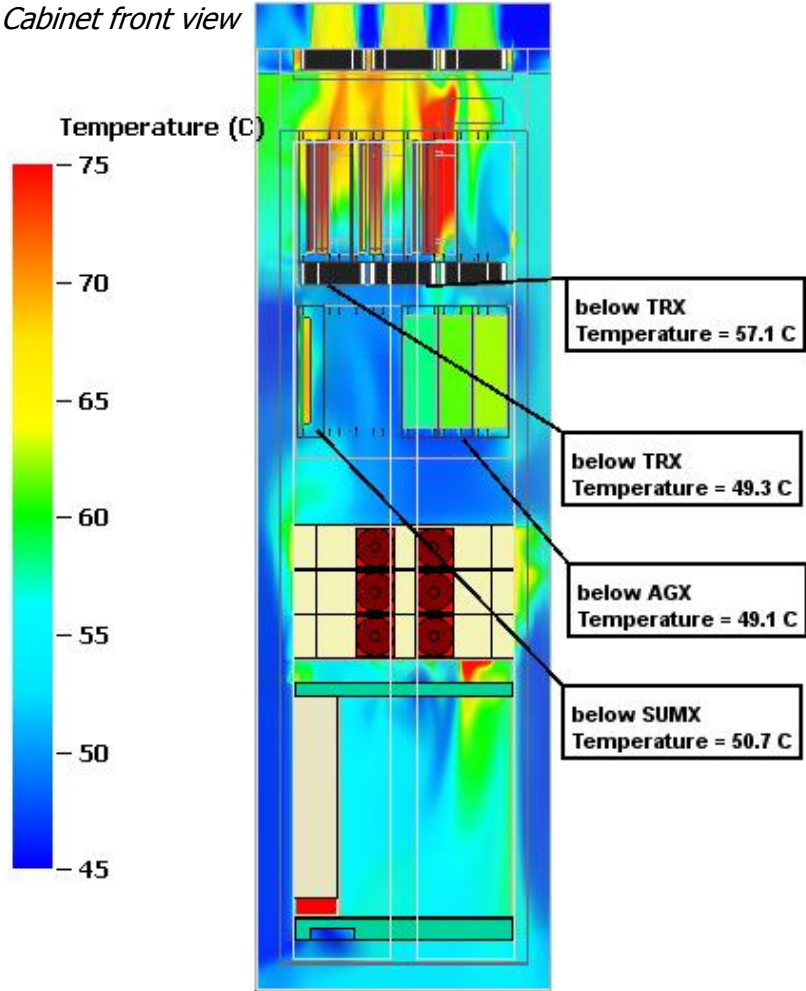 Cabinet front view
Temperature (C)
75
70
65
60
55
50
45
below TRX
Temperature = 57.1 C
below TRX
Temperature = 49.3 C
below AGX
Temperature = 49.1 C
below SUMX
Temperature = 50.7 C